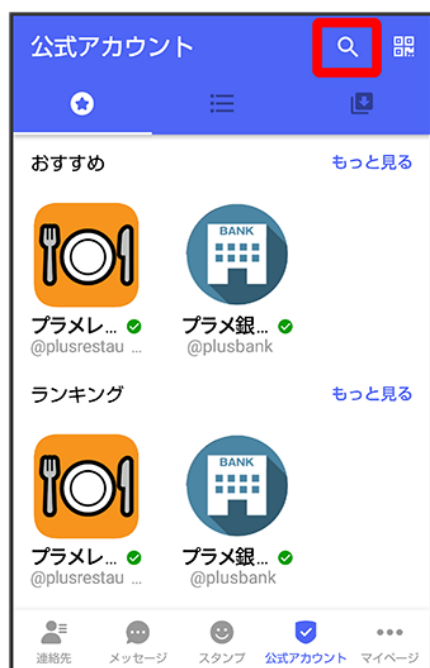 公式アカウント
おすすめ もっと見る
BANK
プラメレ... プラメ銀...
@plusrestau ... @plusbank
ランキング もっと見る
BANK
プラメレ... プラメ銀...
@plusrestau ... @plusbank
連絡先 メッセージ スタンプ 公式アカウント マイページ